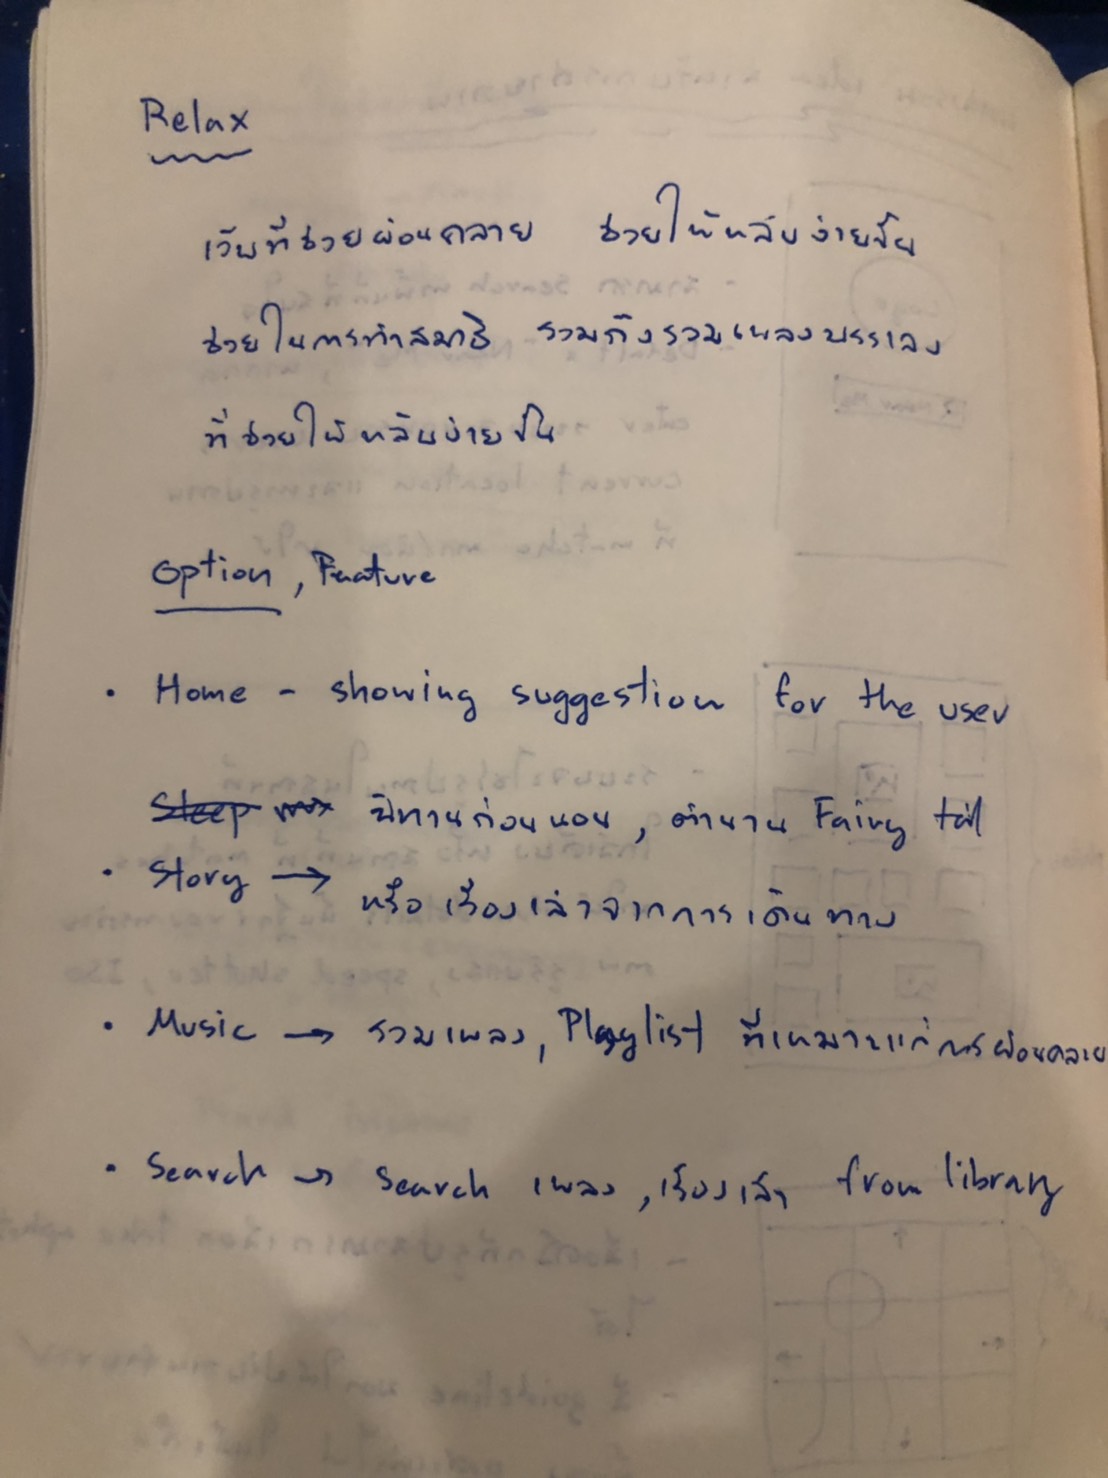 Relax
เว็บที่ช่วยผ่อนคลาย ช่วยให้หลับง่ายขึ้น
ช่วยในการทำสมาธิ รวมถึงรวมเพลงบรรเลง
ที่ช่วยให้หลับง่ายขึ้น
Option, Feature
• Home - showing suggestion for the user
Sleep นิทานก่อนนอน, ตำนาน Fairy tail
• Story → หรือ เรื่องเล่าจากการเดินทาง
• Music → รวมเพลง, Playlist ที่เหมาะแก่การผ่อนคลาย
• Search → Search เพลง, เรื่องเล่า from library